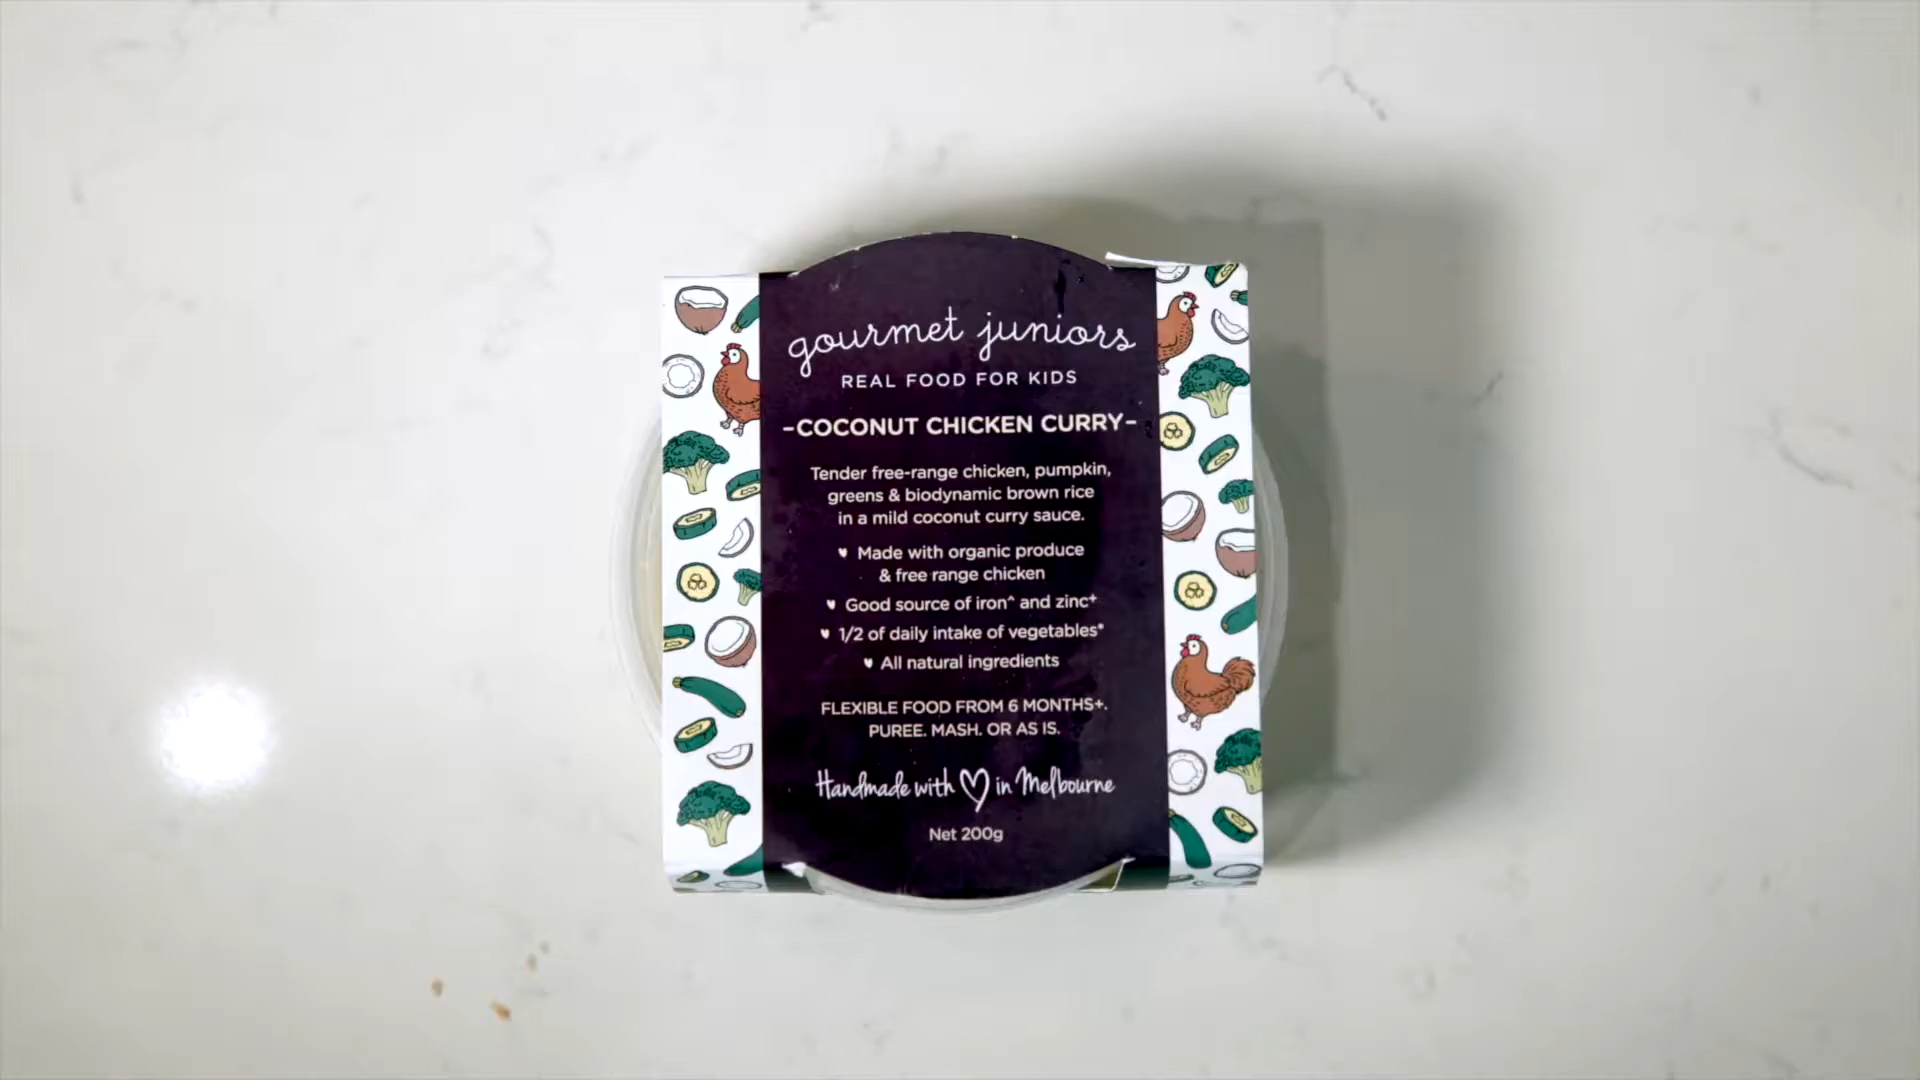 gourmet juniors
REAL FOOD FOR KIDS
-COCONUT CHICKEN CURRY-
Tender free-range chicken, pumpkin,
greens & biodynamic brown rice
in a mild coconut curry sauce.
♥ Made with organic produce
& free range chicken
♥ Good source of iron^ and zinc+
♥ 1/2 of daily intake of vegetables*
♥ All natural ingredients
FLEXIBLE FOOD FROM 6 MONTHS+.
PUREE. MASH. OR AS IS.
Handmade with ♡ in Melbourne
Net 200g